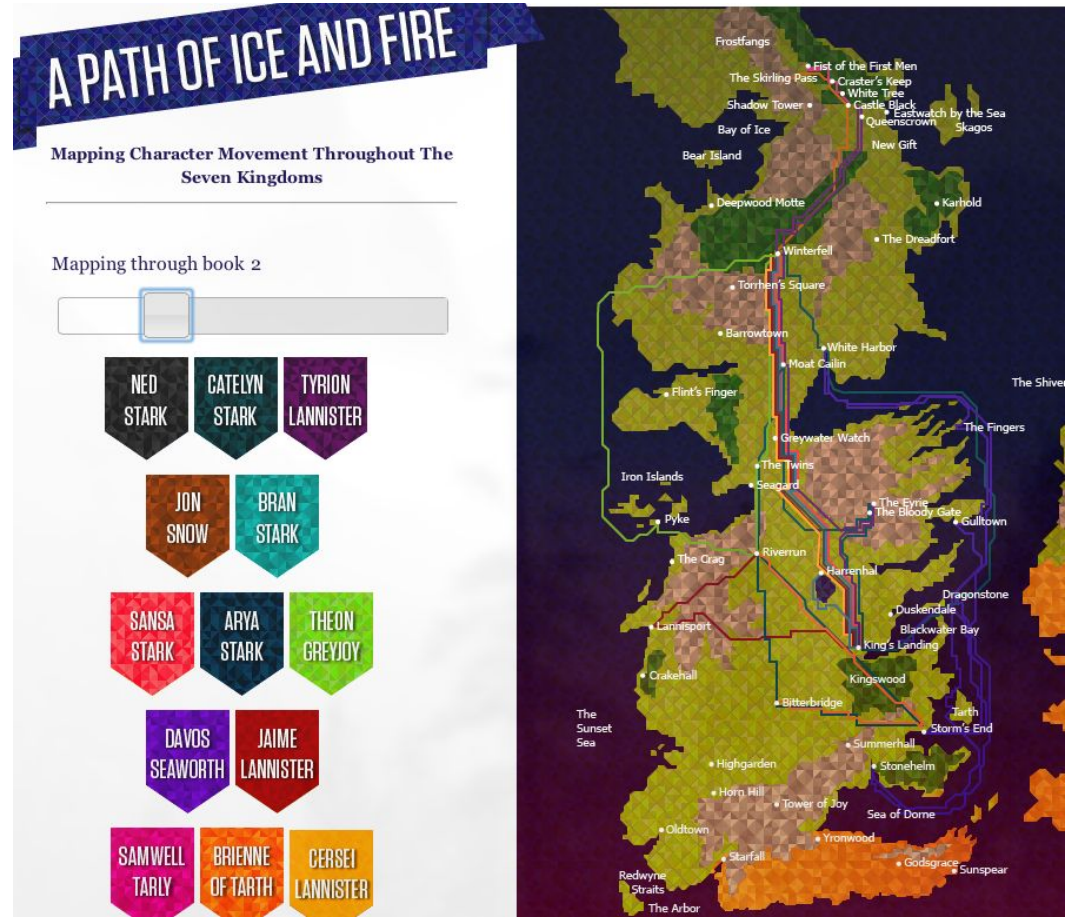 A PATH OF ICE AND FIRE
Mapping Character Movement Throughout The
Seven Kingdoms
Mapping through book 2
NED
STARK
CATELYN
STARK
TYRION
LANNISTER
JON
SNOW
BRAN
STARK
SANSA
STARK
ARYA
STARK
THEON
GREYJOY
DAVOS
SEAWORTH
JAIME
LANNISTER
SAMWELL
TARLY
BRIENNE
OF TARTH
CERSEI
LANNISTER
Frostfangs
Fist of the First Men
The Skirling Pass
Craster's Keep
White Tree
Shadow Tower
Castle Black
Eastwatch by the Sea
Queenscrown
Skagos
Bay of Ice
New Gift
Bear Island
Deepwood Motte
Karhold
The Dreadfort
Winterfell
Torrhen's Square
Barrowtown
White Harbor
Moat Cailin
The Shiver
Flint's Finger
The Fingers
Greywater Watch
The Twins
Iron Islands
Seagard
The Eyrie
The Bloody Gate
Pyke
Gulltown
Riverrun
The Crag
Harrenhal
Dragonstone
Duskendale
Lannisport
Blackwater Bay
King's Landing
Crakehall
Kingswood
Bitterbridge
Tarth
The
Sunset
Sea
Storm's End
Summerhall
Highgarden
Stonehelm
Horn Hill
Tower of Joy
Sea of Dorne
Oldtown
Yronwood
Starfall
Godsgrace
Sunspear
Redwyne
Straits
The Arbor